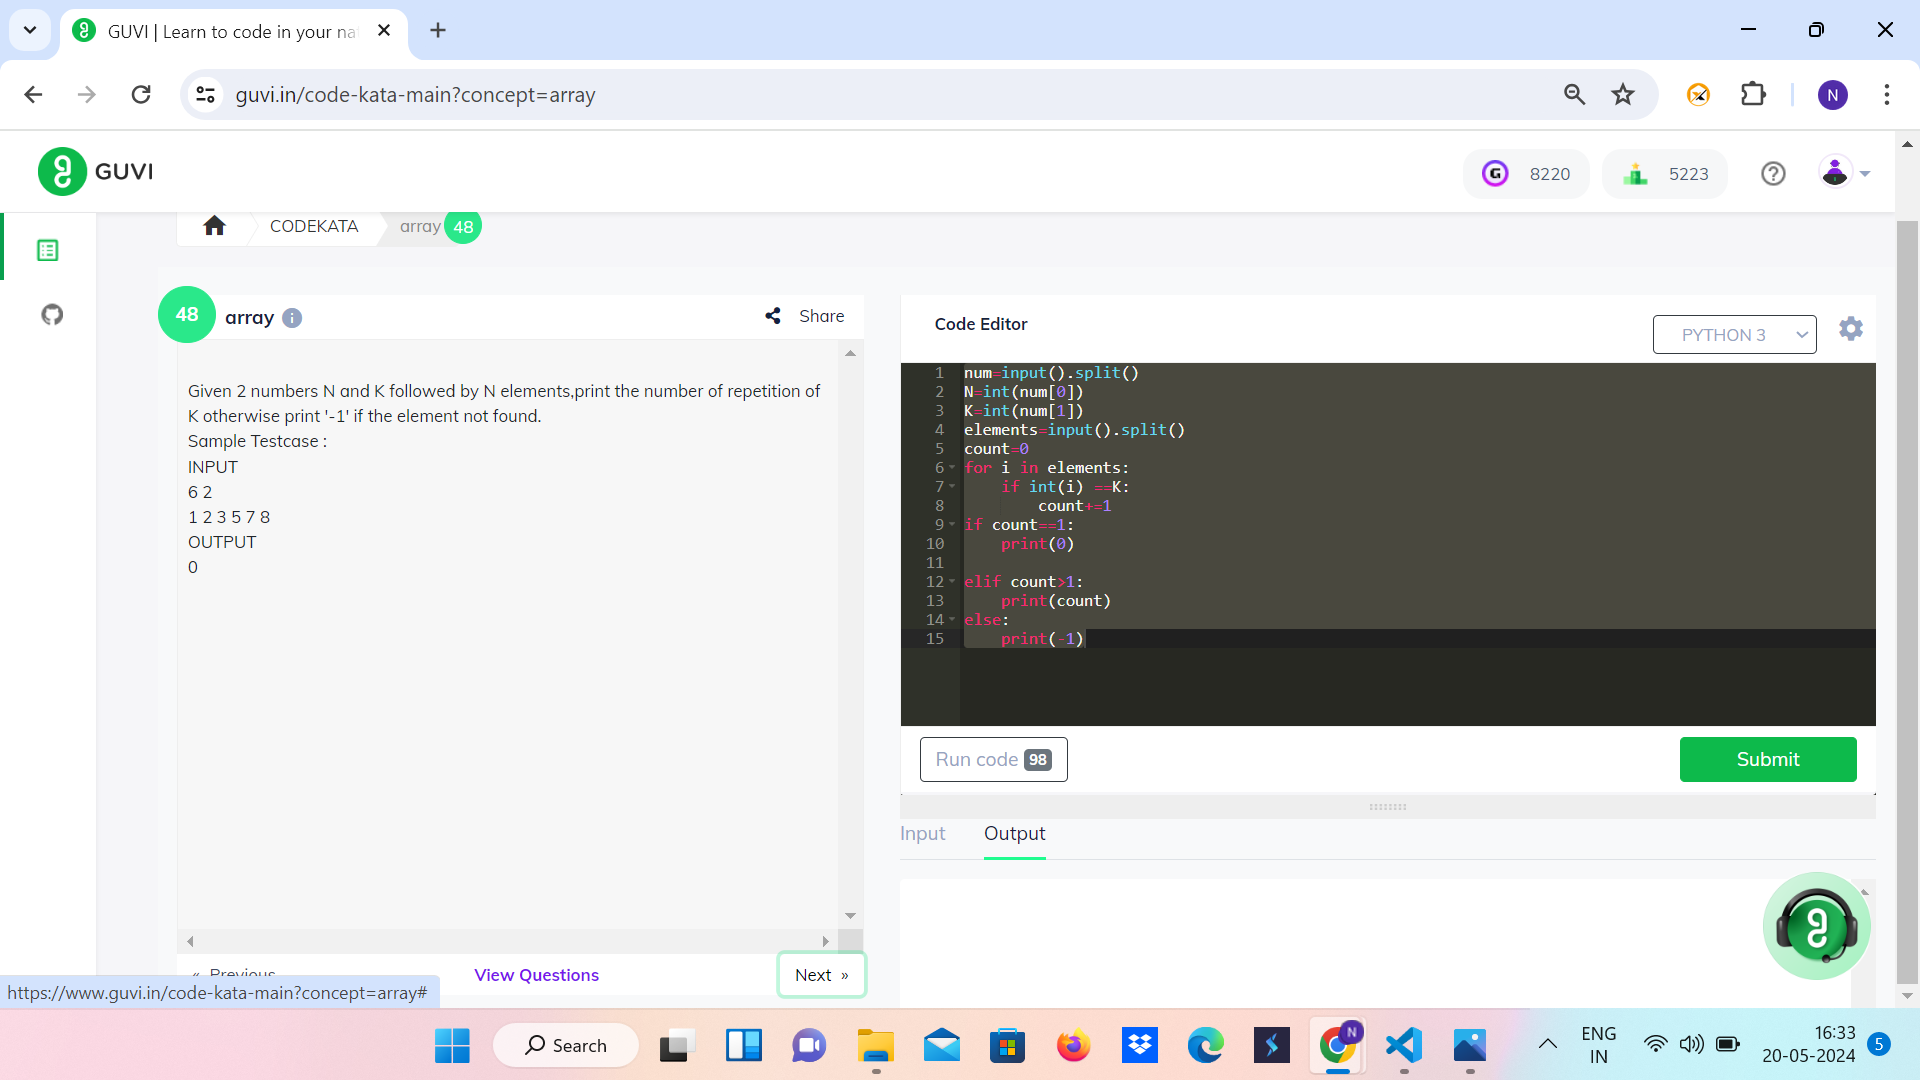 GUVI | Learn to code in your na
guvi.in/code-kata-main?concept=array
N
GUVI
8220
5223
CODEKATA
array 48
48 array
Share
Given 2 numbers N and K followed by N elements,print the number of repetition of
K otherwise print '-1' if the element not found.
Sample Testcase :
INPUT
6 2
1 2 3 5 7 8
OUTPUT
0
« Previous
View Questions
Next »
https://www.guvi.in/code-kata-main?concept=array#
Code Editor
PYTHON 3
1 num=input().split()
2 N=int(num[0])
3 K=int(num[1])
4 elements=input().split()
5 count=0
6 for i in elements:
7     if int(i) ==K:
8         count+=1
9 if count==1:
10     print(0)
11
12 elif count>1:
13     print(count)
14 else:
15     print(-1)
Run code 98
Submit
Input
Output
Search
N
ENG
IN
16:33
20-05-2024
5